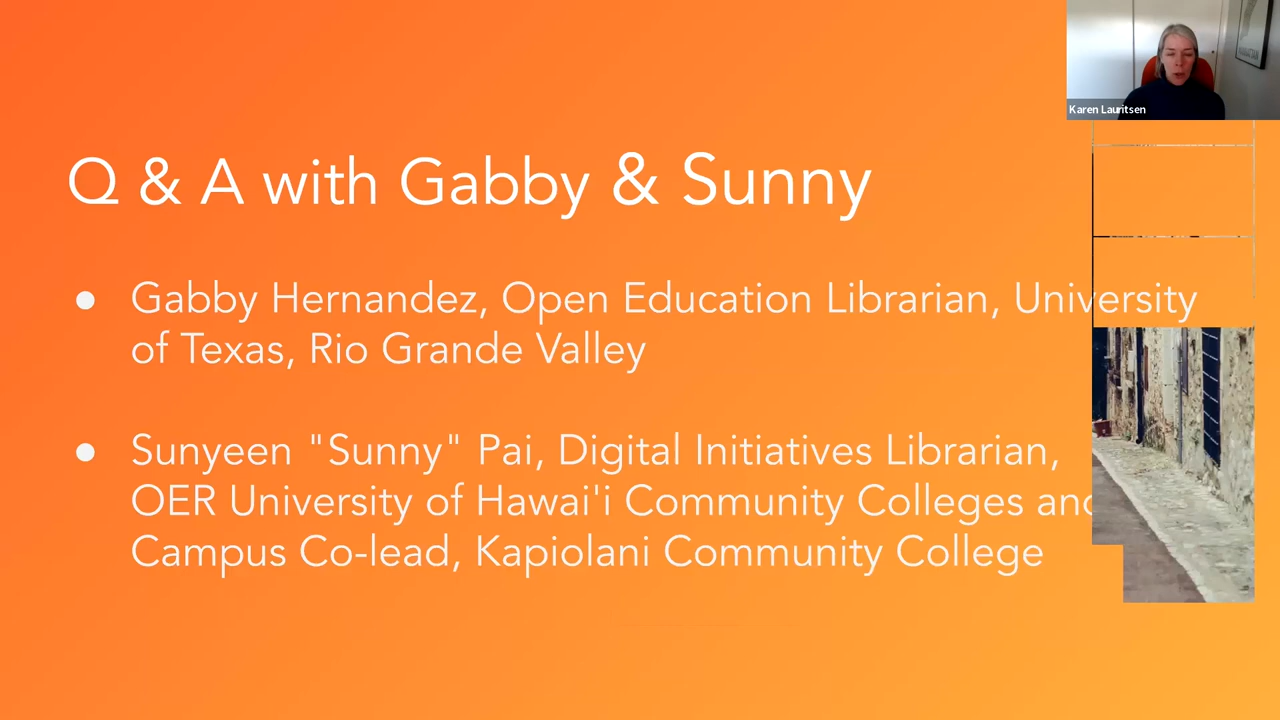 Karen Lauritsen
Q & A with Gabby & Sunny
● Gabby Hernandez, Open Education Librarian, University
of Texas, Rio Grande Valley
● Sunyeen "Sunny" Pai, Digital Initiatives Librarian,
OER University of Hawai'i Community Colleges and
Campus Co-lead, Kapiolani Community College